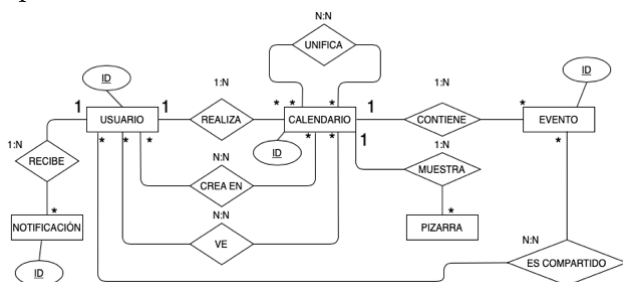 N:N
UNIFICA
ID
ID
1:N
1:N
1 USUARIO 1 REALIZA * * CALENDARIO * 1 CONTIENE * EVENTO
1:N
ID
1
1:N
* * *
* *
*
RECIBE
N:N
CREA EN
MUESTRA
*
N:N
*
NOTIFICACIÓN
VE
PIZARRA
N:N
ID
ES COMPARTIDO